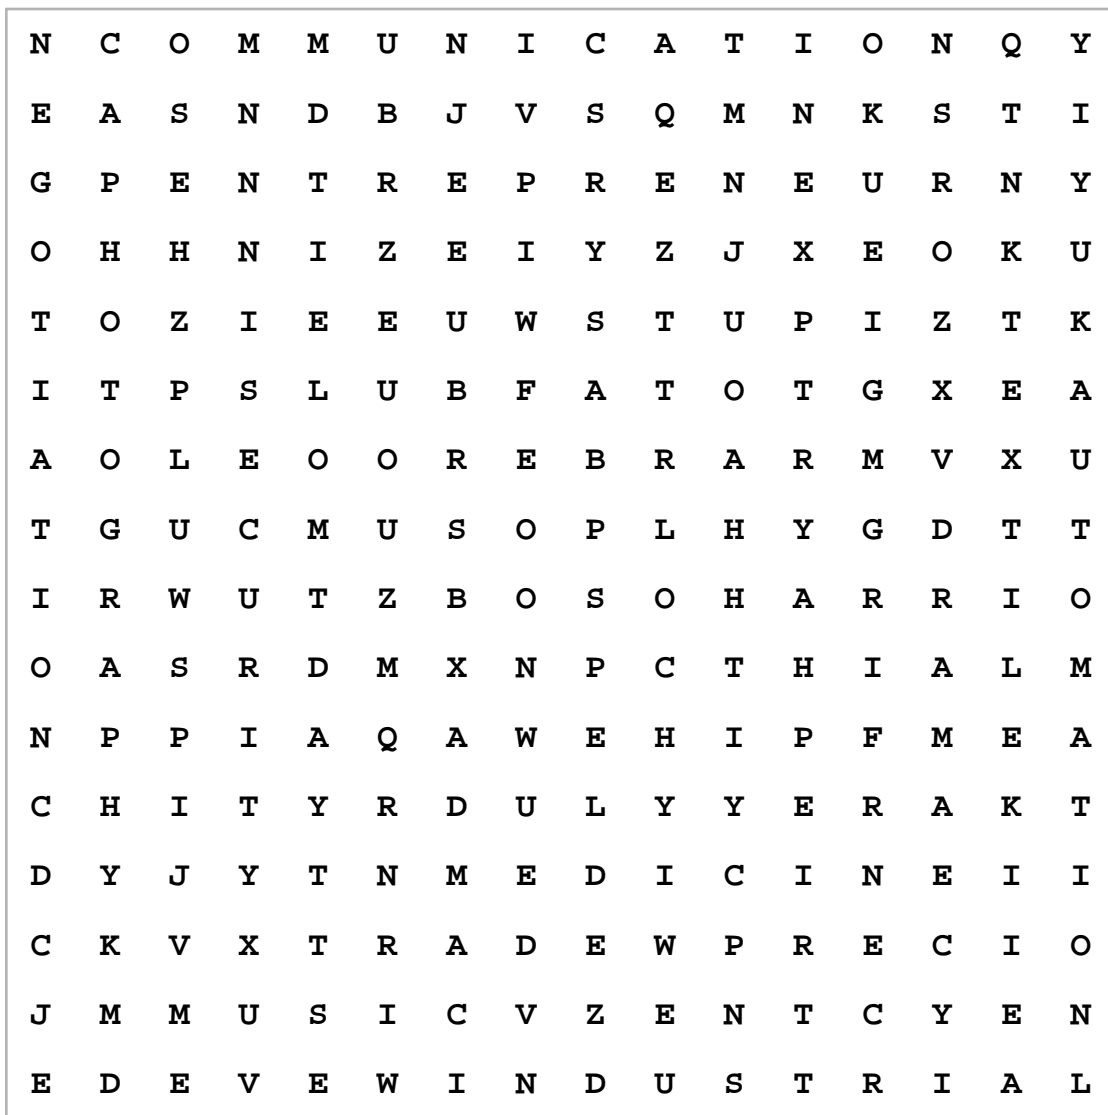 N C O M M U N I C A T I O N Q Y
E A S N D B J V S Q M N K S T I
G P E N T R E P R E N E U R N Y
O H H N I Z E I Y Z J X E O K U
T O Z I E E U W S T U P I Z T K
I T P S L U B F A T O T G X E A
A O L E O O R E B R A R M V X U
T G U C M U S O P L H Y G D T T
I R W U T Z B O S O H A R R I O
O A S R D M X N P C T H I A L M
N P P I A Q A W E H I P F M E A
C H I T Y R D U L Y Y E R A K T
D Y J Y T N M E D I C I N E I I
C K V X T R A D E W P R E C I O
J M M U S I C V Z E N T C Y E N
E D E V E W I N D U S T R I A L